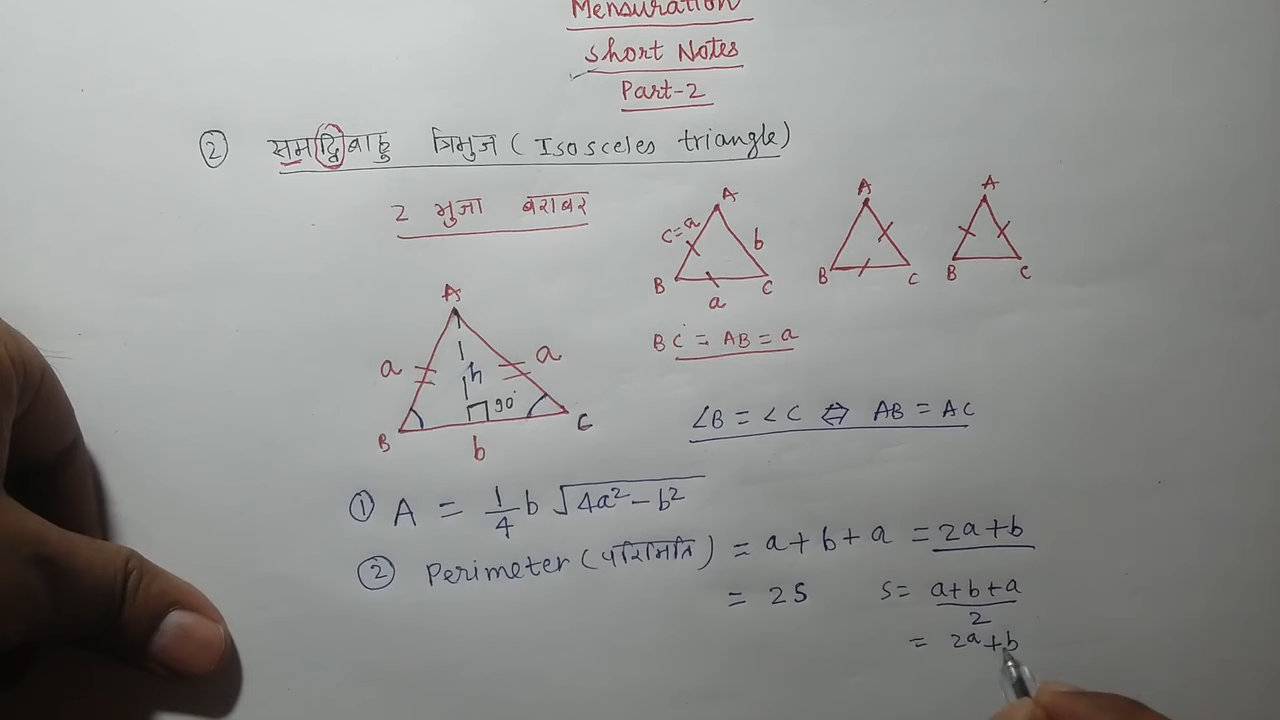 Mensuration
Short Notes
Part-2
② समद्विबाहु त्रिभुज ( Isosceles triangle)
2 भुजा बराबर
A
c=a
b
B
C
a
A
B
C
A
B
C
BC = AB = a
A
a
a
h
90°
B
C
b
∠B = ∠C ⇔ AB = AC
① A = 1/4 b √4a²-b²
② Perimeter (परिमिति) = a+b+a = 2a+b
= 2S
S = a+b+a/2
= 2a+b